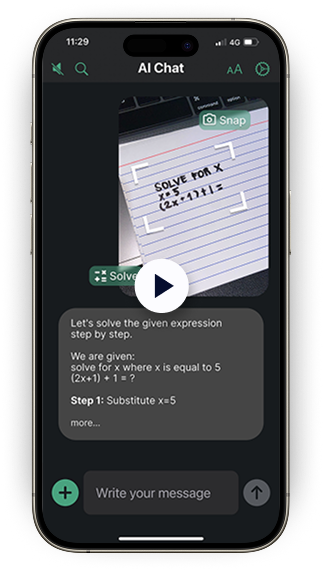 11:29
4G
AI Chat
AA
command
option
Snap
SOLVE FOR X
x=5
(2x+1)+1=
Solve
Let's solve the given expression
step by step.
We are given:
solve for x where x is equal to 5
(2x+1) + 1 = ?
Step 1: Substitute x=5
more...
Write your message